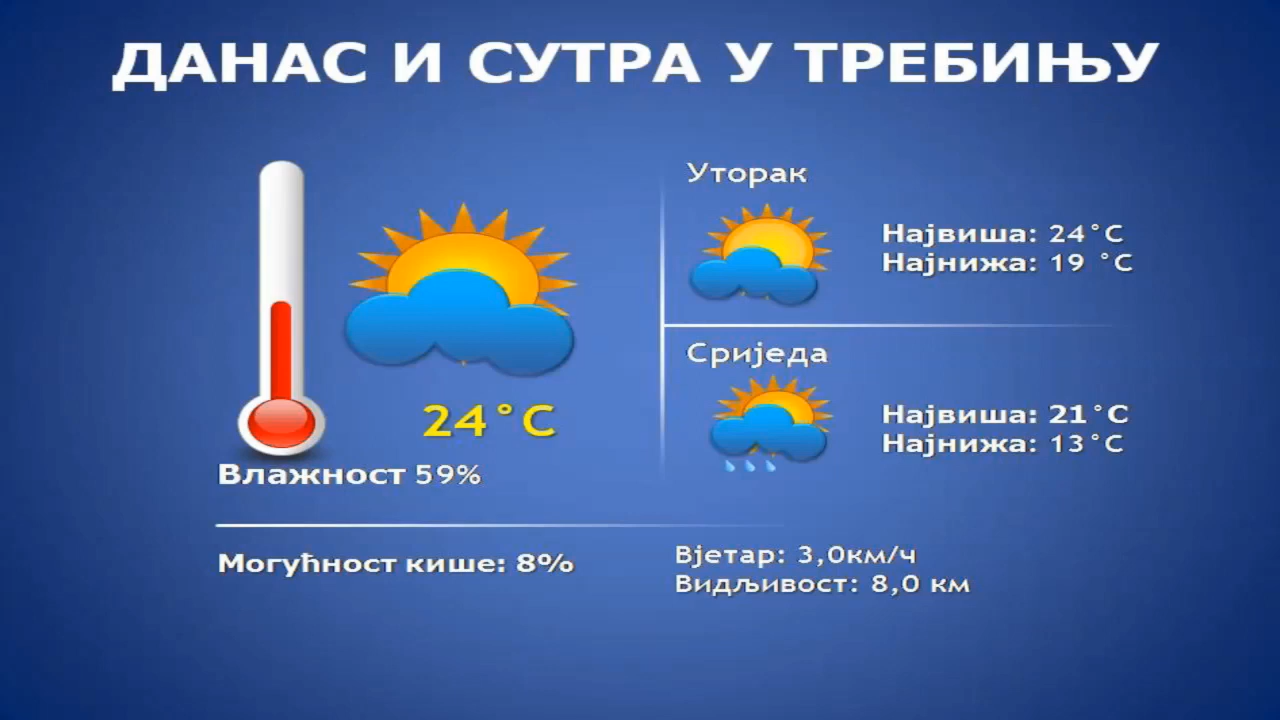 ДАНАС И СУТРА У ТРЕБИЊУ
24°C
Влажност 59%
Уторак
Највиша: 24°C
Најнижа: 19 °C
Сриједа
Највиша: 21°C
Најнижа: 13°C
Могућност кише: 8%
Вјетар: 3,0км/ч
Видљивост: 8,0 км